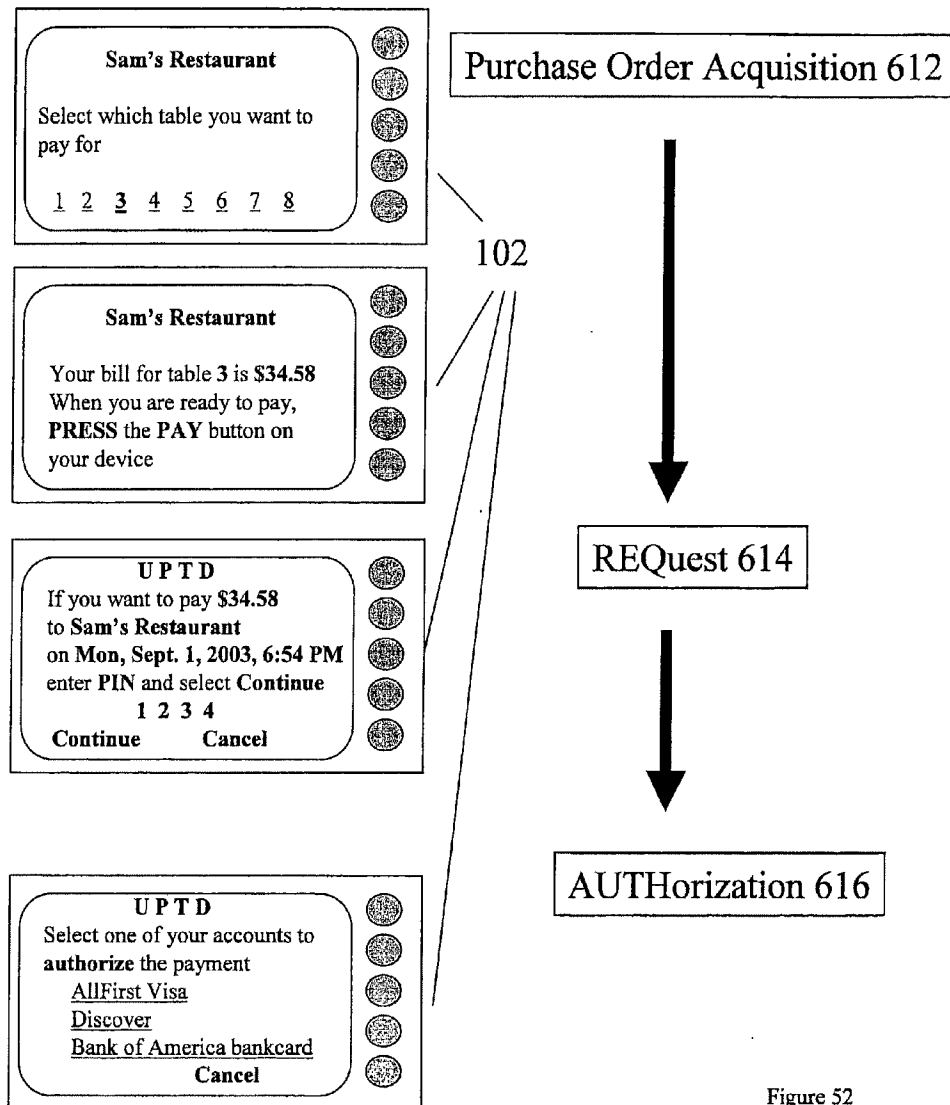 Sam's Restaurant
Select which table you want to
pay for
1 2 3 4 5 6 7 8
Purchase Order Acquisition 612
102
Sam's Restaurant
Your bill for table 3 is $34.58
When you are ready to pay,
PRESS the PAY button on
your device
REQuest 614
U P T D
If you want to pay $34.58
to Sam's Restaurant
on Mon, Sept. 1, 2003, 6:54 PM
enter PIN and select Continue
1 2 3 4
Continue Cancel
AUTHorization 616
U P T D
Select one of your accounts to
authorize the payment
AllFirst Visa
Discover
Bank of America bankcard
Cancel
Figure 52